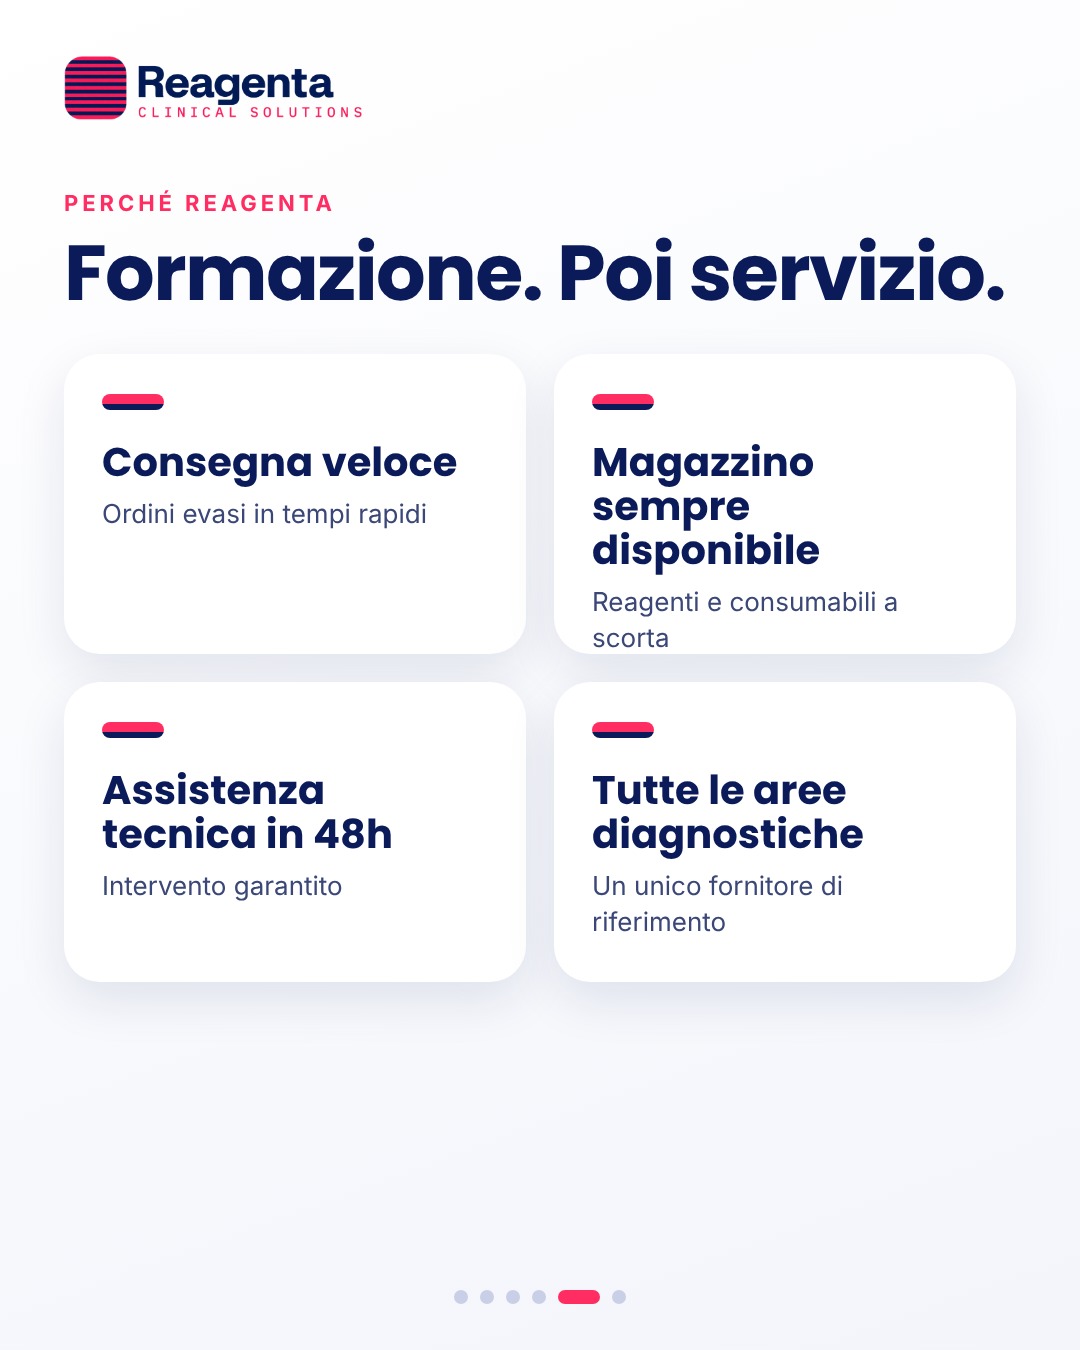 Reagenta
CLINICAL SOLUTIONS
PERCHÉ REAGENTA
Formazione. Poi servizio.
Consegna veloce
Ordini evasi in tempi rapidi
Magazzino
sempre
disponibile
Reagenti e consumabili a
scorta
Assistenza
tecnica in 48h
Intervento garantito
Tutte le aree
diagnostiche
Un unico fornitore di
riferimento